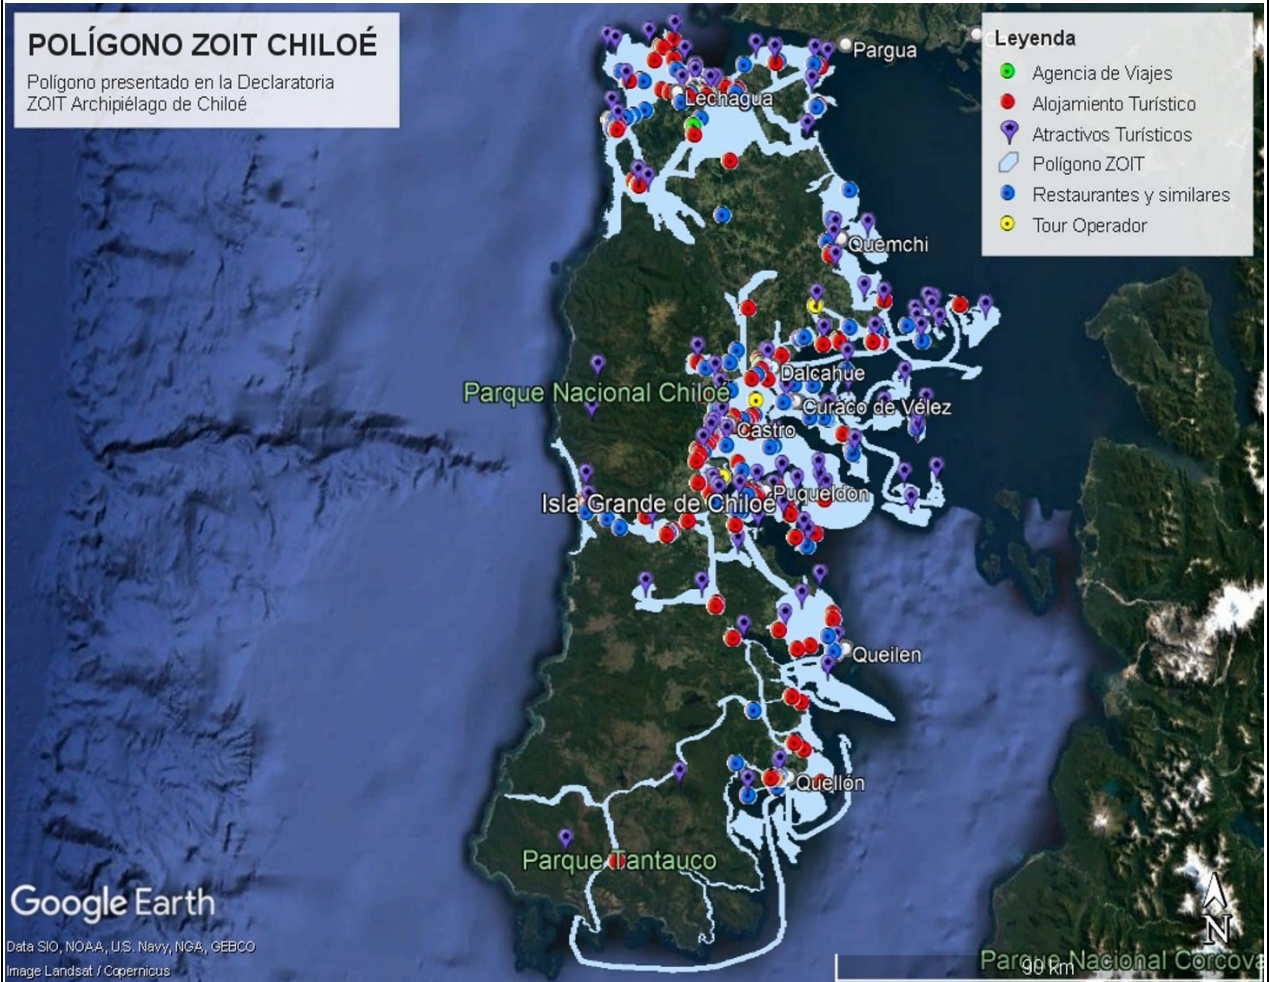 POLÍGONO ZOIT CHILOÉ
Polígono presentado en la Declaratoria
ZOIT Archipiélago de Chiloé
Leyenda
Agencia de Viajes
Alojamiento Turístico
Atractivos Turísticos
Polígono ZOIT
Restaurantes y similares
Tour Operador
Pargua
Lechagua
Quemchi
Dalcahue
Parque Nacional Chiloé
Curaco de Vélez
Castro
Puqueldon
Isla Grande de Chiloé
Queilen
Quellón
Parque Tantauco
Google Earth
Data SIO, NOAA, U.S. Navy, NGA, GEBCO
Image Landsat / Copernicus
N
Parque Nacional Corcova
90 km